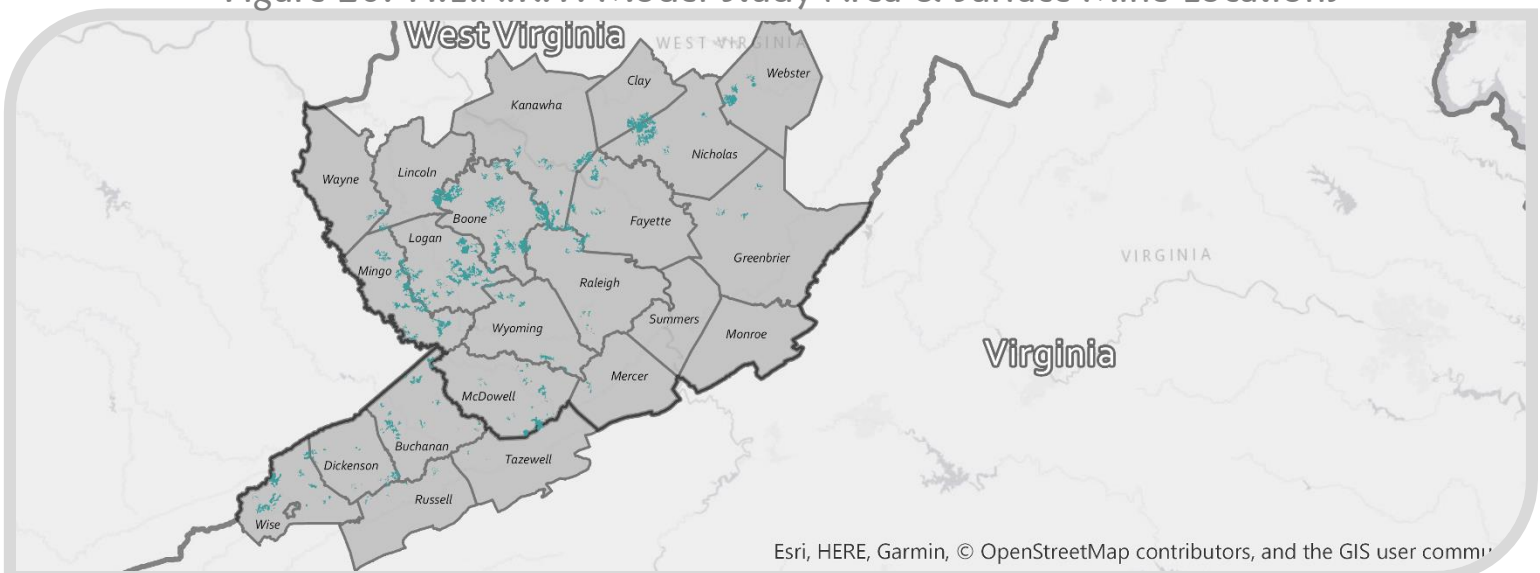 West Virginia
WEST VIRGINIA
Webster
Clay
Kanawha
Nicholas
Lincoln
Wayne
Boone
Fayette
Logan
Greenbrier
Mingo
Raleigh
VIRGINIA
Summers
Wyoming
Monroe
Virginia
Mercer
McDowell
Buchanan
Tazewell
Dickenson
Russell
Wise
Esri, HERE, Garmin, © OpenStreetMap contributors, and the GIS user commu